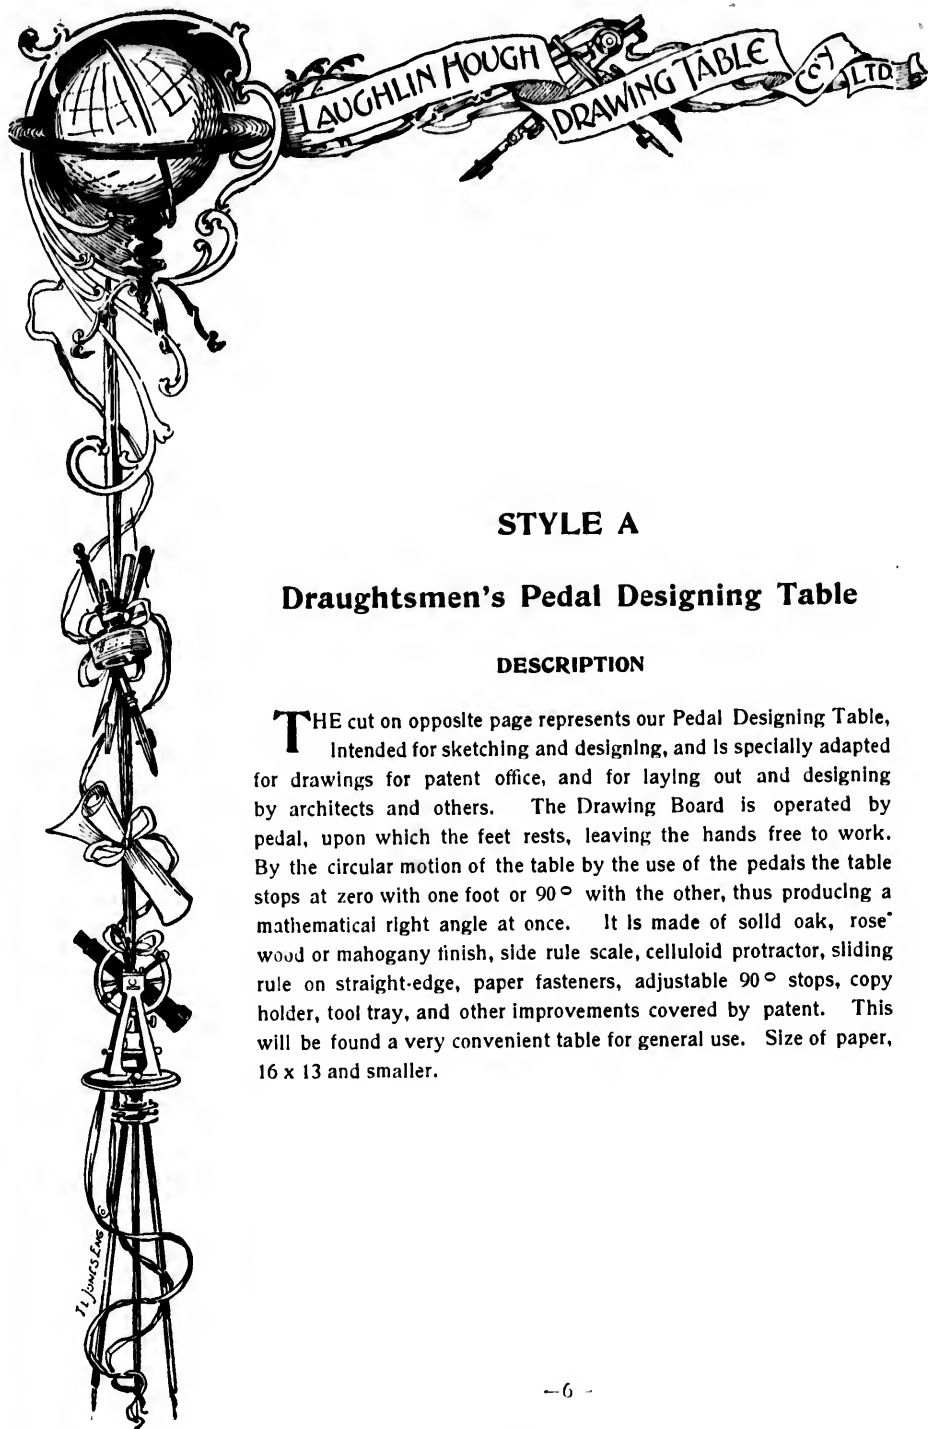 LAUGHLIN HOUGH
DRAWING TABLE
COY LTD.
STYLE A
Draughtsmen's Pedal Designing Table
DESCRIPTION
THE cut on opposite page represents our Pedal Designing Table,
intended for sketching and designing, and is specially adapted
for drawings for patent office, and for laying out and designing
by architects and others. The Drawing Board is operated by
pedal, upon which the feet rests, leaving the hands free to work.
By the circular motion of the table by the use of the pedals the table
stops at zero with one foot or 90° with the other, thus producing a
mathematical right angle at once. It is made of solid oak, rose-
wood or mahogany finish, side rule scale, celluloid protractor, sliding
rule on straight-edge, paper fasteners, adjustable 90° stops, copy
holder, tool tray, and other improvements covered by patent. This
will be found a very convenient table for general use. Size of paper,
16 x 13 and smaller.
J L JONES ENG CO
—6 -